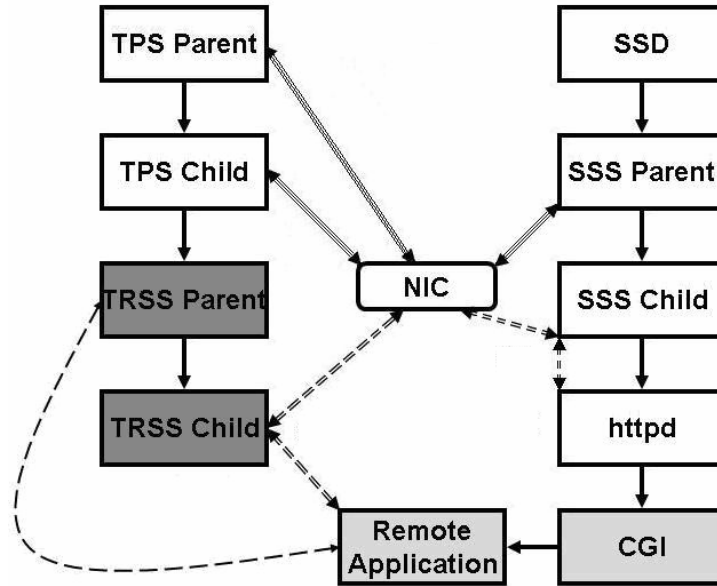 TPS Parent
SSD
TPS Child
SSS Parent
NIC
TRSS Parent
SSS Child
TRSS Child
httpd
Remote
Application
CGI